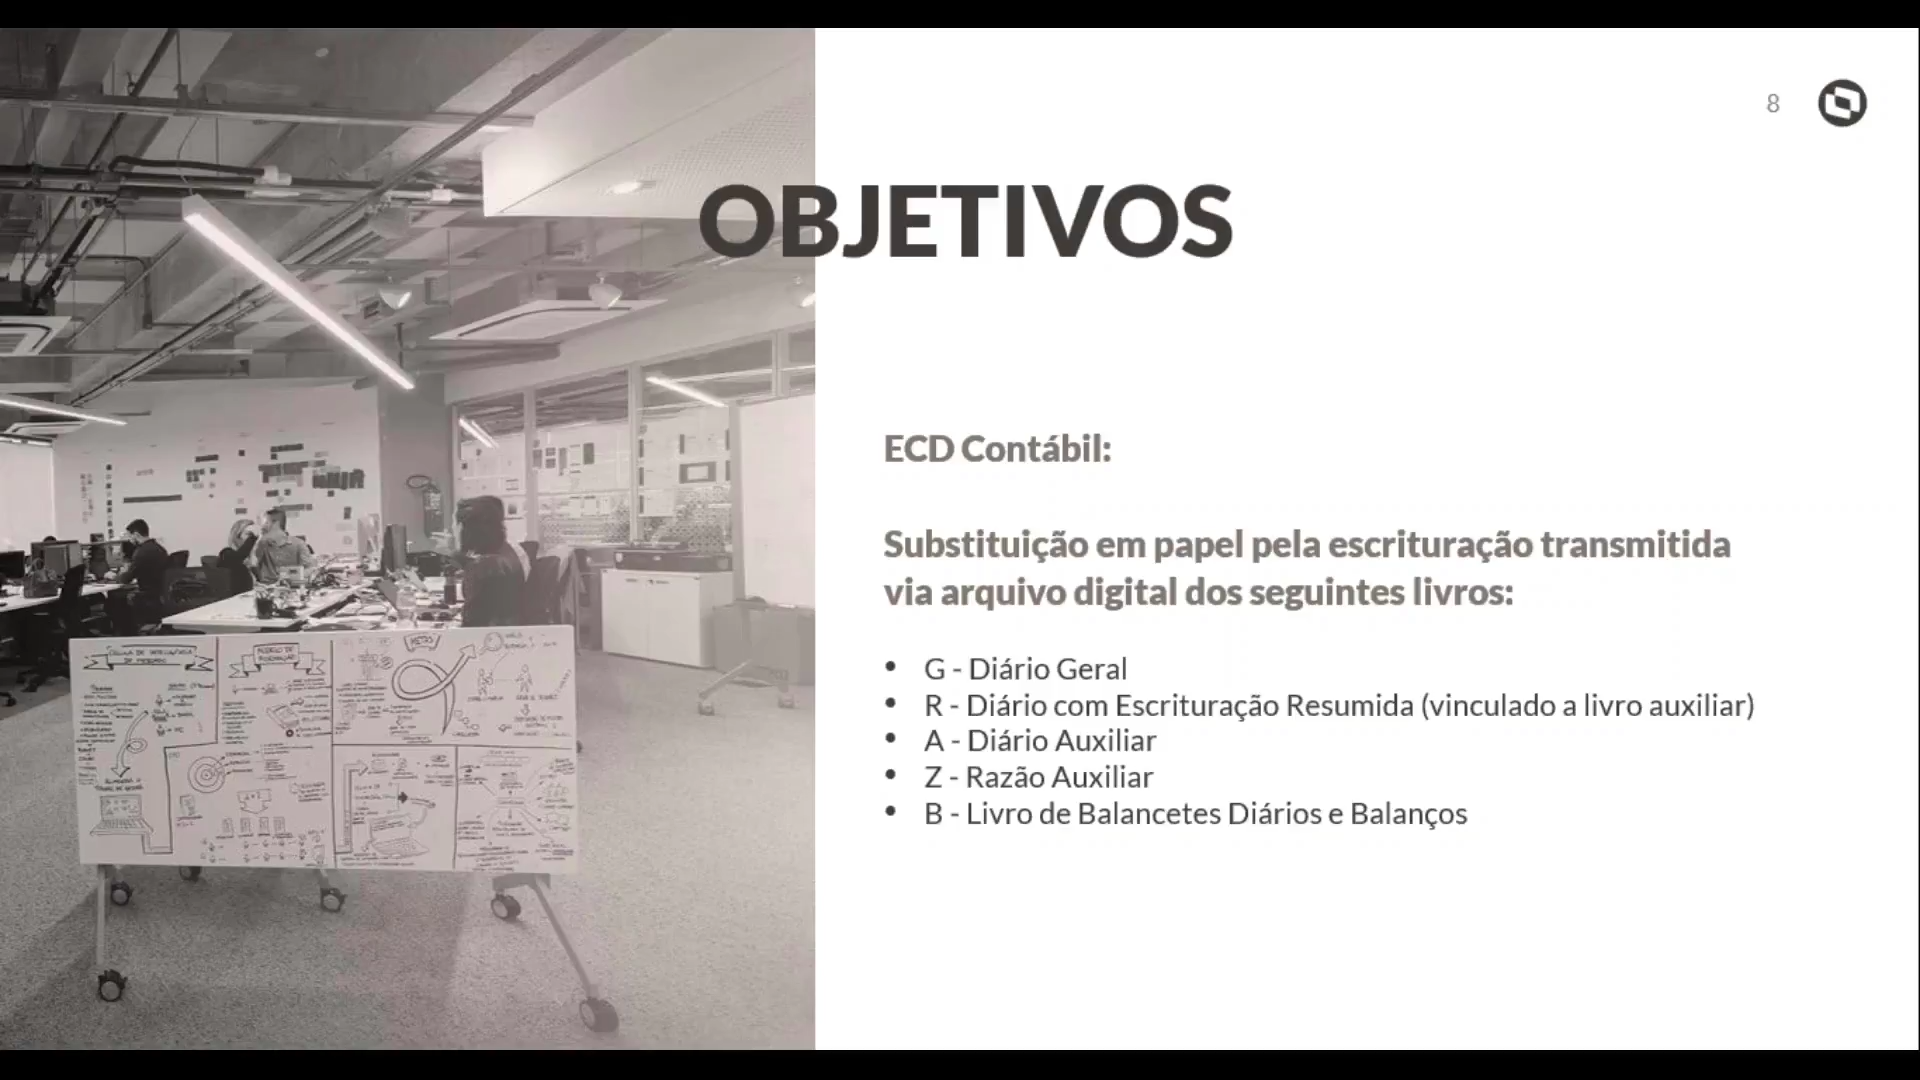 8
OBJETIVOS
ECD Contábil:
Substituição em papel pela escrituração transmitida
via arquivo digital dos seguintes livros:
• G - Diário Geral
• R - Diário com Escrituração Resumida (vinculado a livro auxiliar)
• A - Diário Auxiliar
• Z - Razão Auxiliar
• B - Livro de Balancetes Diários e Balanços